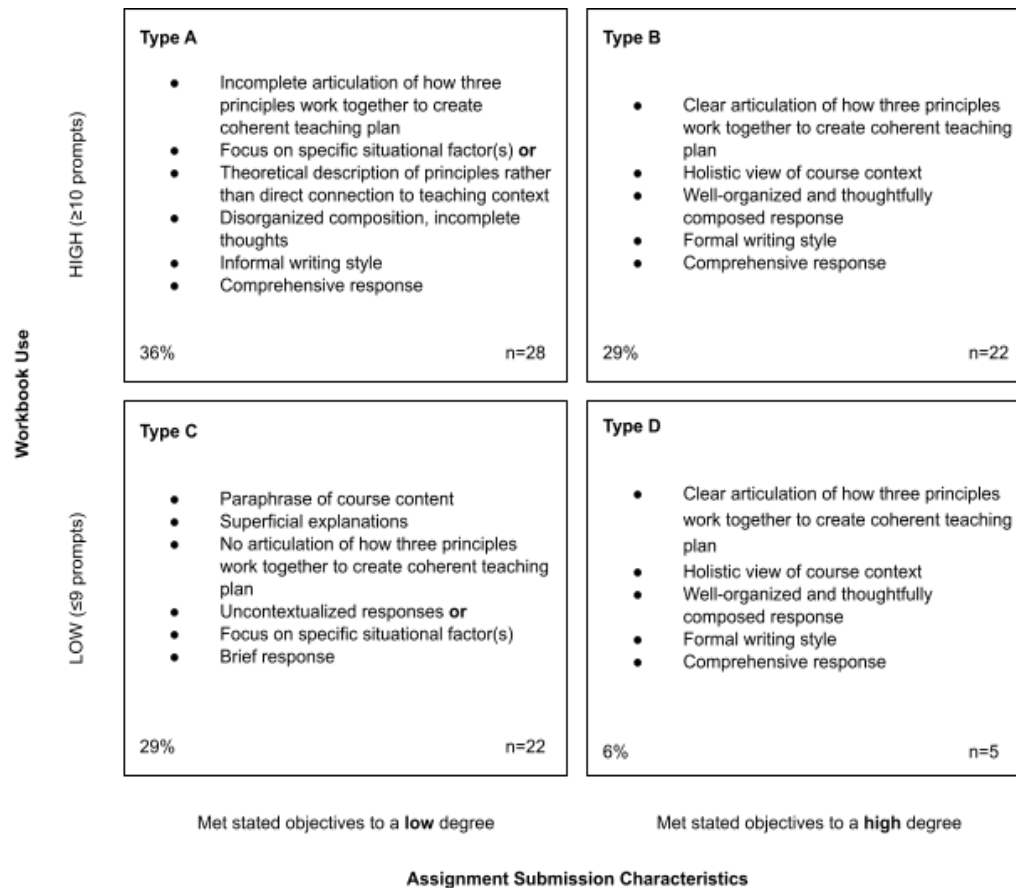 Type A
● Incomplete articulation of how three
principles work together to create
coherent teaching plan
● Focus on specific situational factor(s) or
● Theoretical description of principles rather
than direct connection to teaching context
● Disorganized composition, incomplete
thoughts
● Informal writing style
● Comprehensive response
36% n=28
Type B
● Clear articulation of how three principles
work together to create coherent teaching
plan
● Holistic view of course context
● Well-organized and thoughtfully
composed response
● Formal writing style
● Comprehensive response
29% n=22
HIGH (≥10 prompts)
Workbook Use
LOW (≤9 prompts)
Type C
● Paraphrase of course content
● Superficial explanations
● No articulation of how three principles
work together to create coherent teaching
plan
● Uncontextualized responses or
● Focus on specific situational factor(s)
● Brief response
29% n=22
Type D
● Clear articulation of how three principles
work together to create coherent teaching
plan
● Holistic view of course context
● Well-organized and thoughtfully
composed response
● Formal writing style
● Comprehensive response
6% n=5
Met stated objectives to a low degree
Met stated objectives to a high degree
Assignment Submission Characteristics